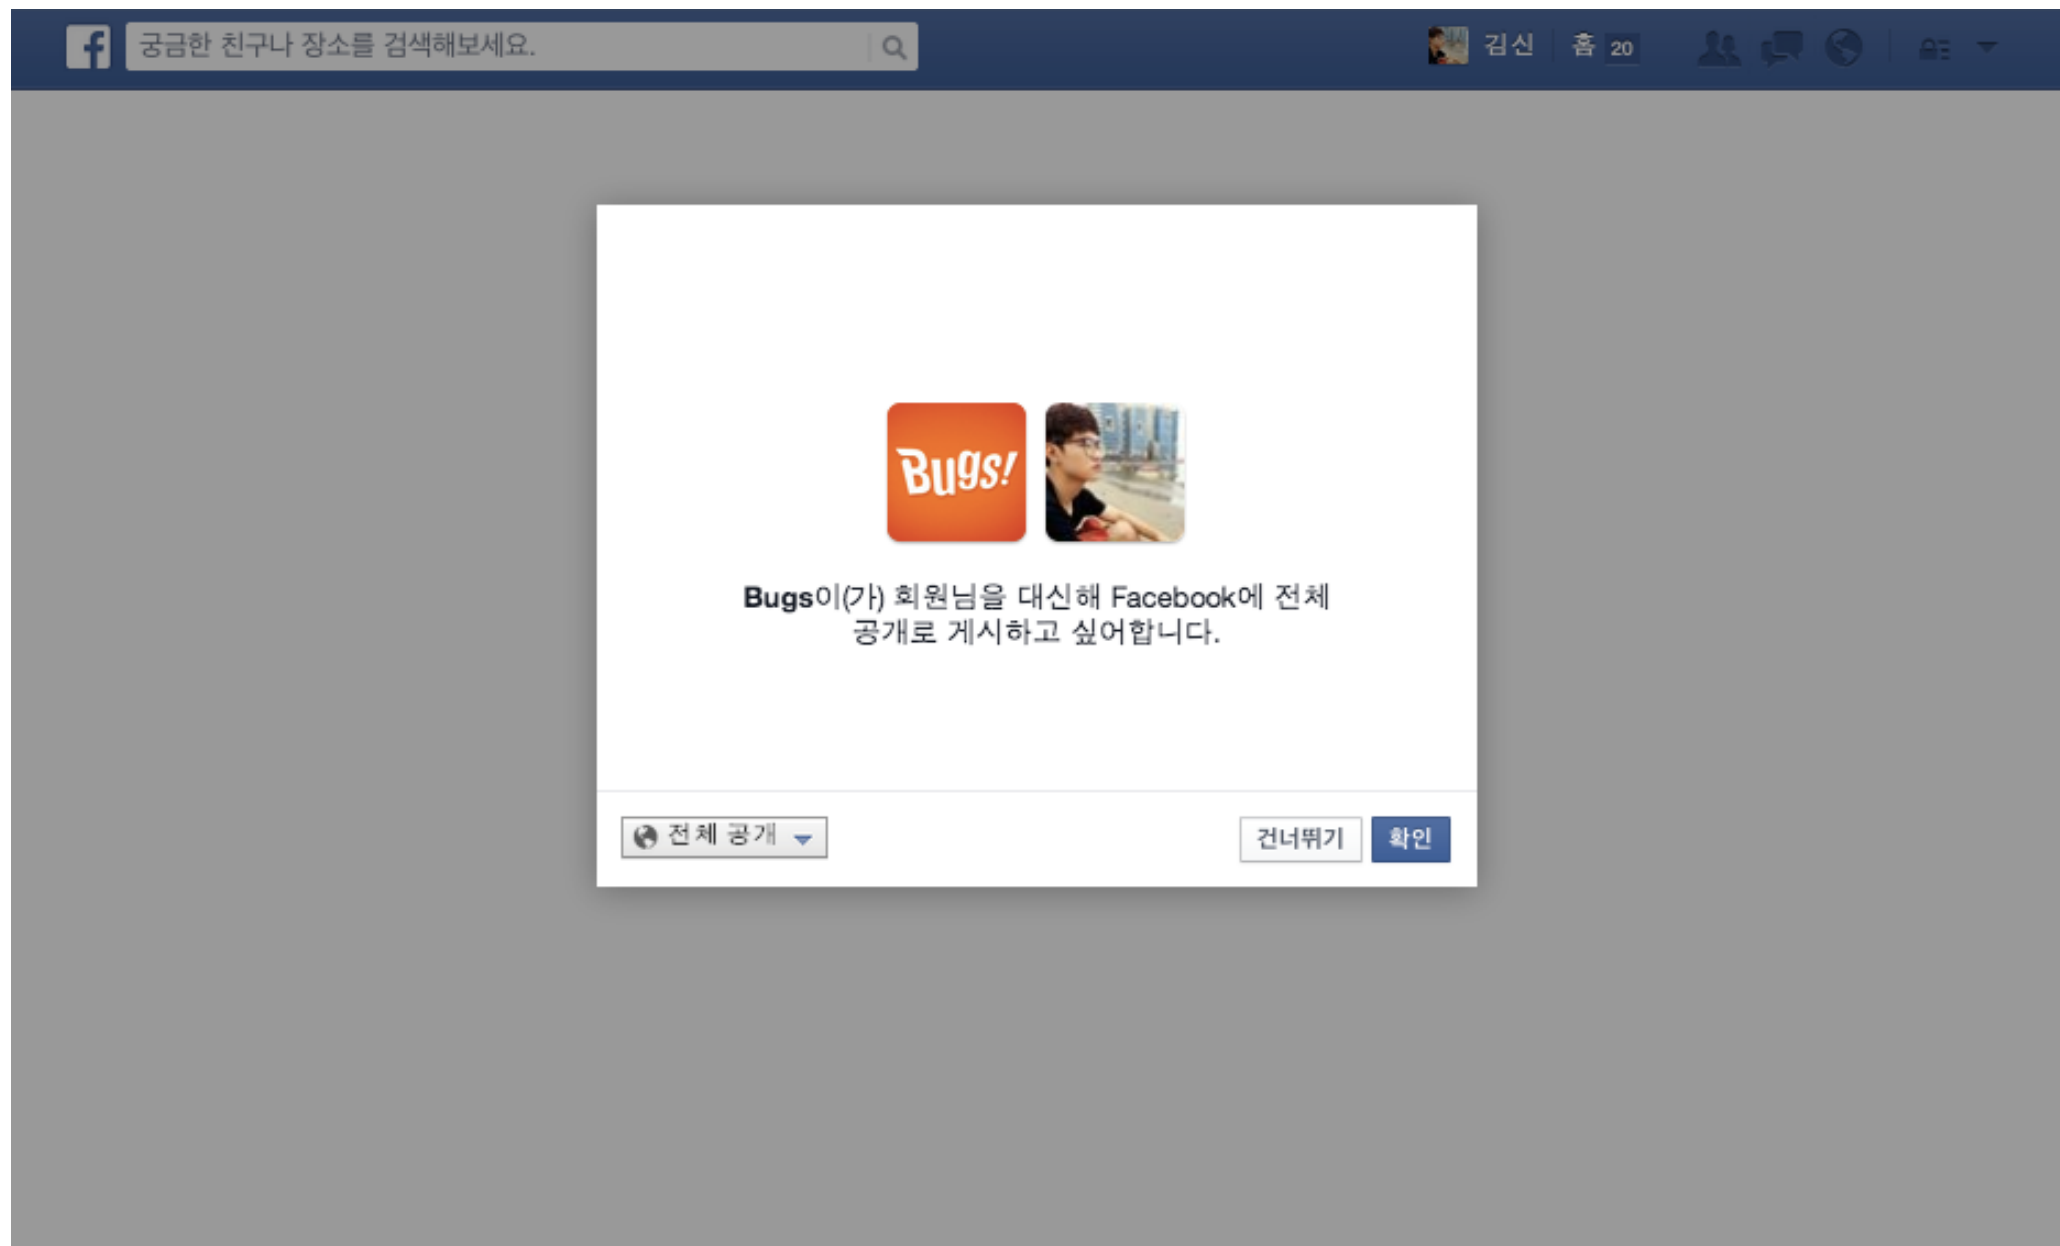 궁금한 친구나 장소를 검색해보세요.
김신 홈 20
Bugs!
Bugs이(가) 회원님을 대신해 Facebook에 전체
공개로 게시하고 싶어합니다.
전체 공개
건너뛰기 확인